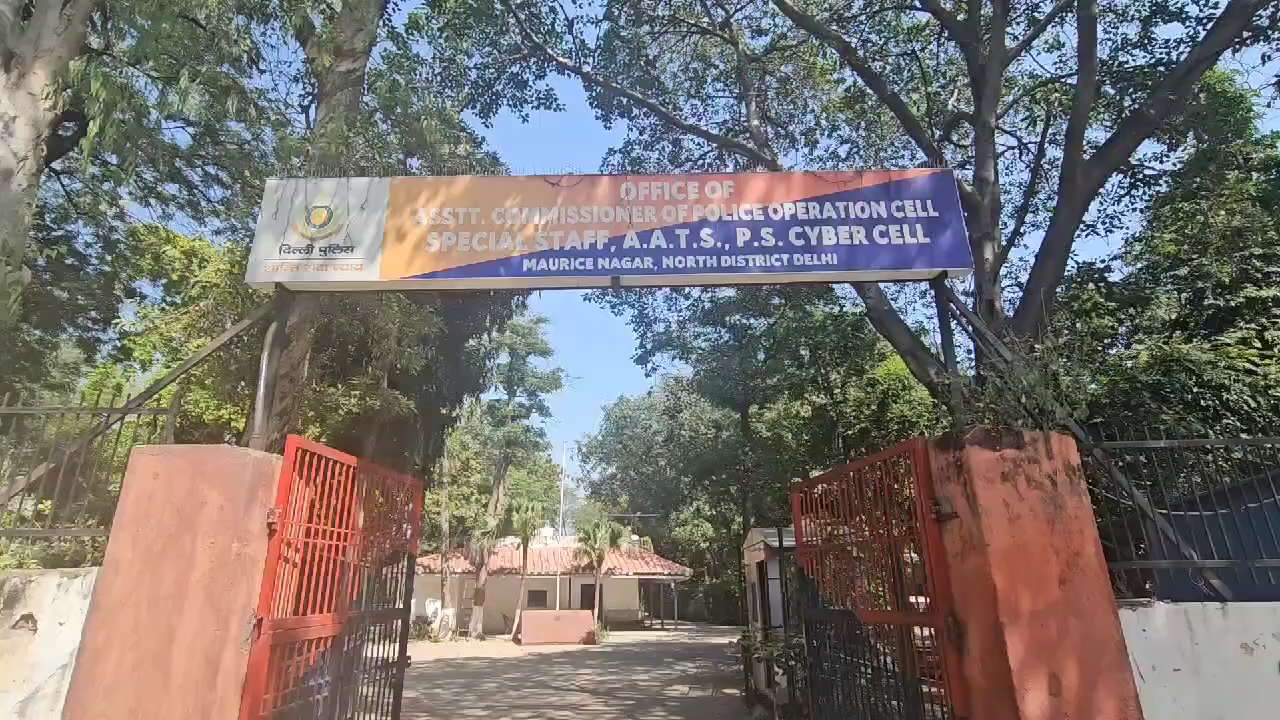 दिल्ली पुलिस
शान्ति सेवा न्याय
OFFICE OF
ASSTT. COMMISSIONER OF POLICE OPERATION CELL
SPECIAL STAFF, A.A.T.S., P.S. CYBER CELL
MAURICE NAGAR, NORTH DISTRICT DELHI